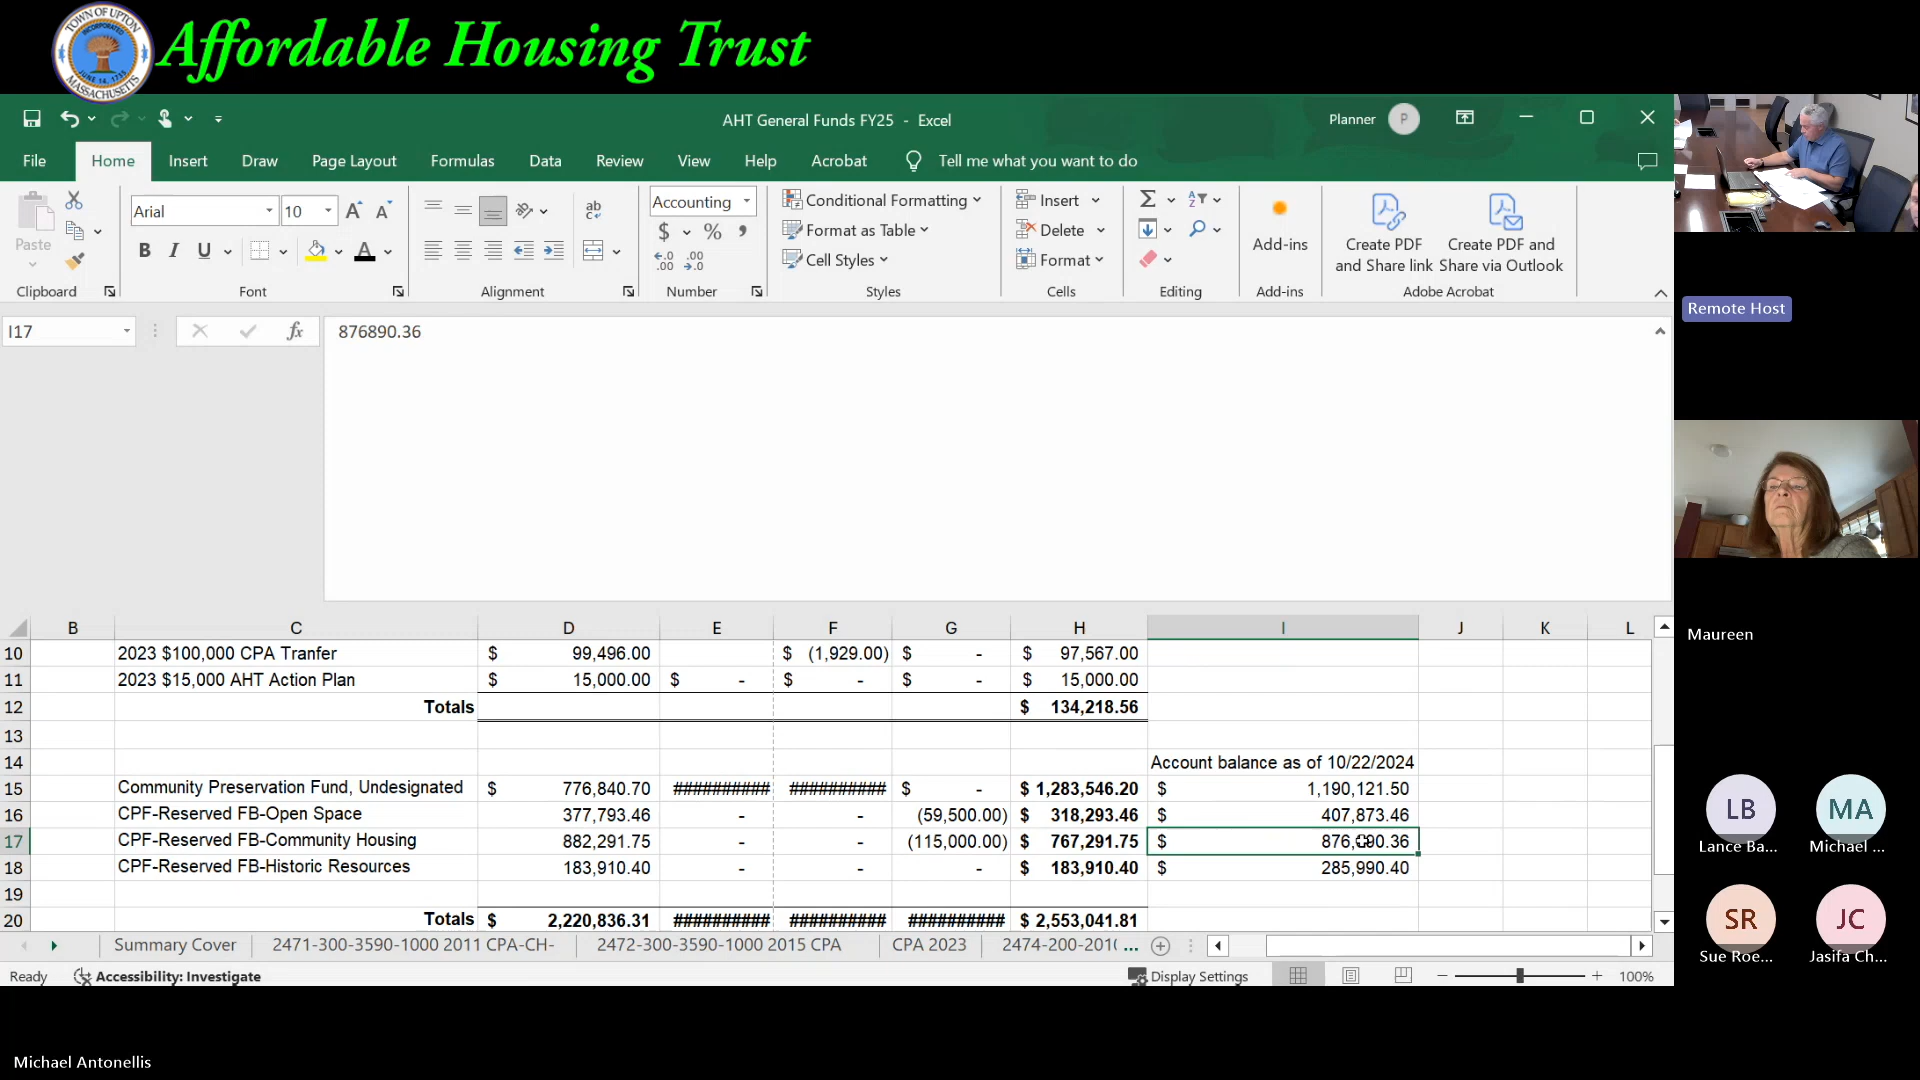 TOWN OF UPTON
INCORPORATED
JUNE 14, 1735
MASSACHUSETTS
Affordable Housing Trust
AHT General Funds FY25 - Excel
Planner P
File Home Insert Draw Page Layout Formulas Data Review View Help Acrobat Tell me what you want to do
Paste
Arial 10
B I U
ab
c
Accounting
$ % ,
Conditional Formatting
Format as Table
Cell Styles
Insert
Delete
Format
Add-ins
Create PDF
and Share link
Create PDF and
Share via Outlook
Clipboard Font Alignment Number Styles Cells Editing Add-ins Adobe Acrobat
I17 fx 876890.36
B C D E F G H I J K L
10 2023 $100,000 CPA Tranfer $ 99,496.00 $ (1,929.00) $ - $ 97,567.00
11 2023 $15,000 AHT Action Plan $ 15,000.00 $ - $ - $ - $ 15,000.00
12 Totals $ 134,218.56
13
14 Account balance as of 10/22/2024
15 Community Preservation Fund, Undesignated $ 776,840.70 ########## ########## $ - $ 1,283,546.20 $ 1,190,121.50
16 CPF-Reserved FB-Open Space 377,793.46 - - (59,500.00) $ 318,293.46 $ 407,873.46
17 CPF-Reserved FB-Community Housing 882,291.75 - - (115,000.00) $ 767,291.75 $ 876,890.36
18 CPF-Reserved FB-Historic Resources 183,910.40 - - - $ 183,910.40 $ 285,990.40
19
20 Totals $ 2,220,836.31 ########## ########## ########## $ 2,553,041.81
Summary Cover 2471-300-3590-1000 2011 CPA-CH- 2472-300-3590-1000 2015 CPA CPA 2023 2474-200-201( ...
Ready Accessibility: Investigate Display Settings 100%
Michael Antonellis
Remote Host
Maureen
LB
Lance Ba...
MA
Michael ...
SR
Sue Roe...
JC
Jasifa Ch...